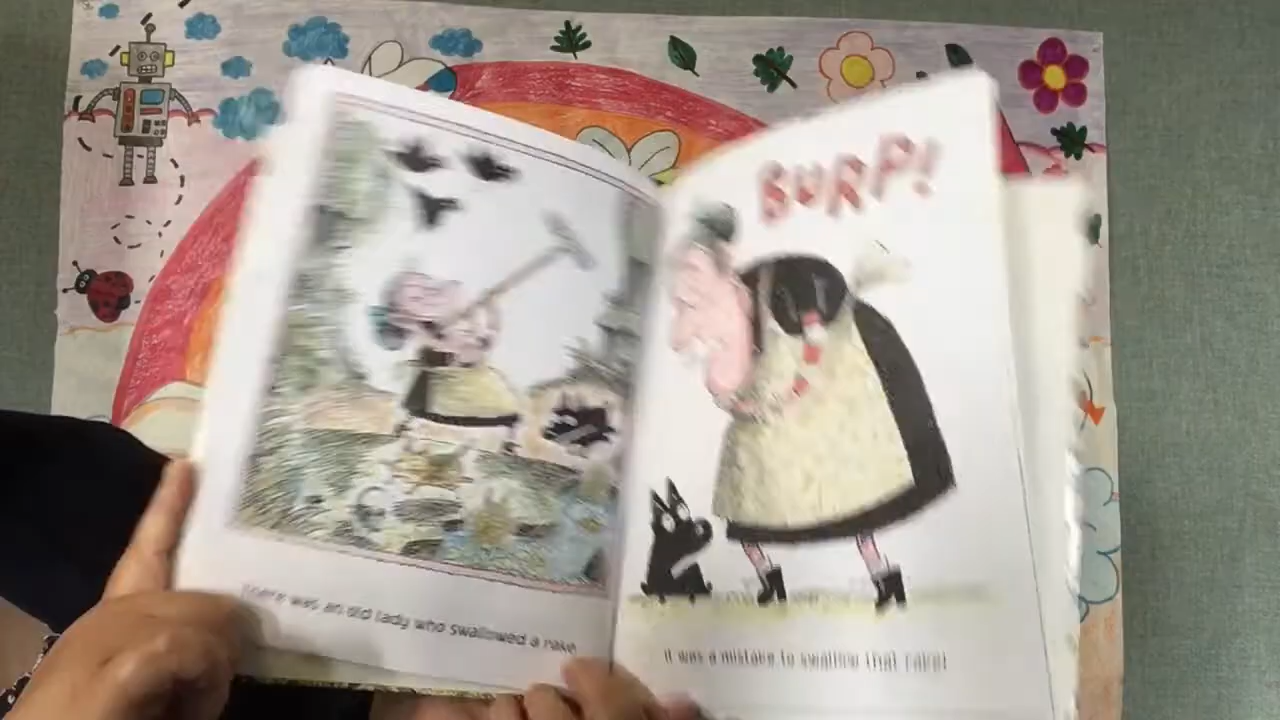 BURP!
There was an old lady who swallowed a rake
It was a mistake to swallow that rake!